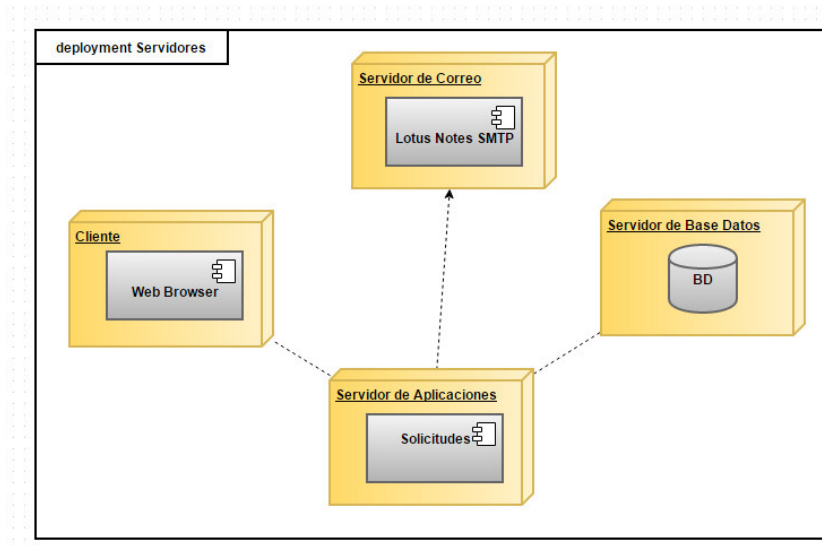 deployment Servidores
Servidor de Correo
Lotus Notes SMTP
Cliente
Web Browser
Servidor de Base Datos
BD
Servidor de Aplicaciones
Solicitudes